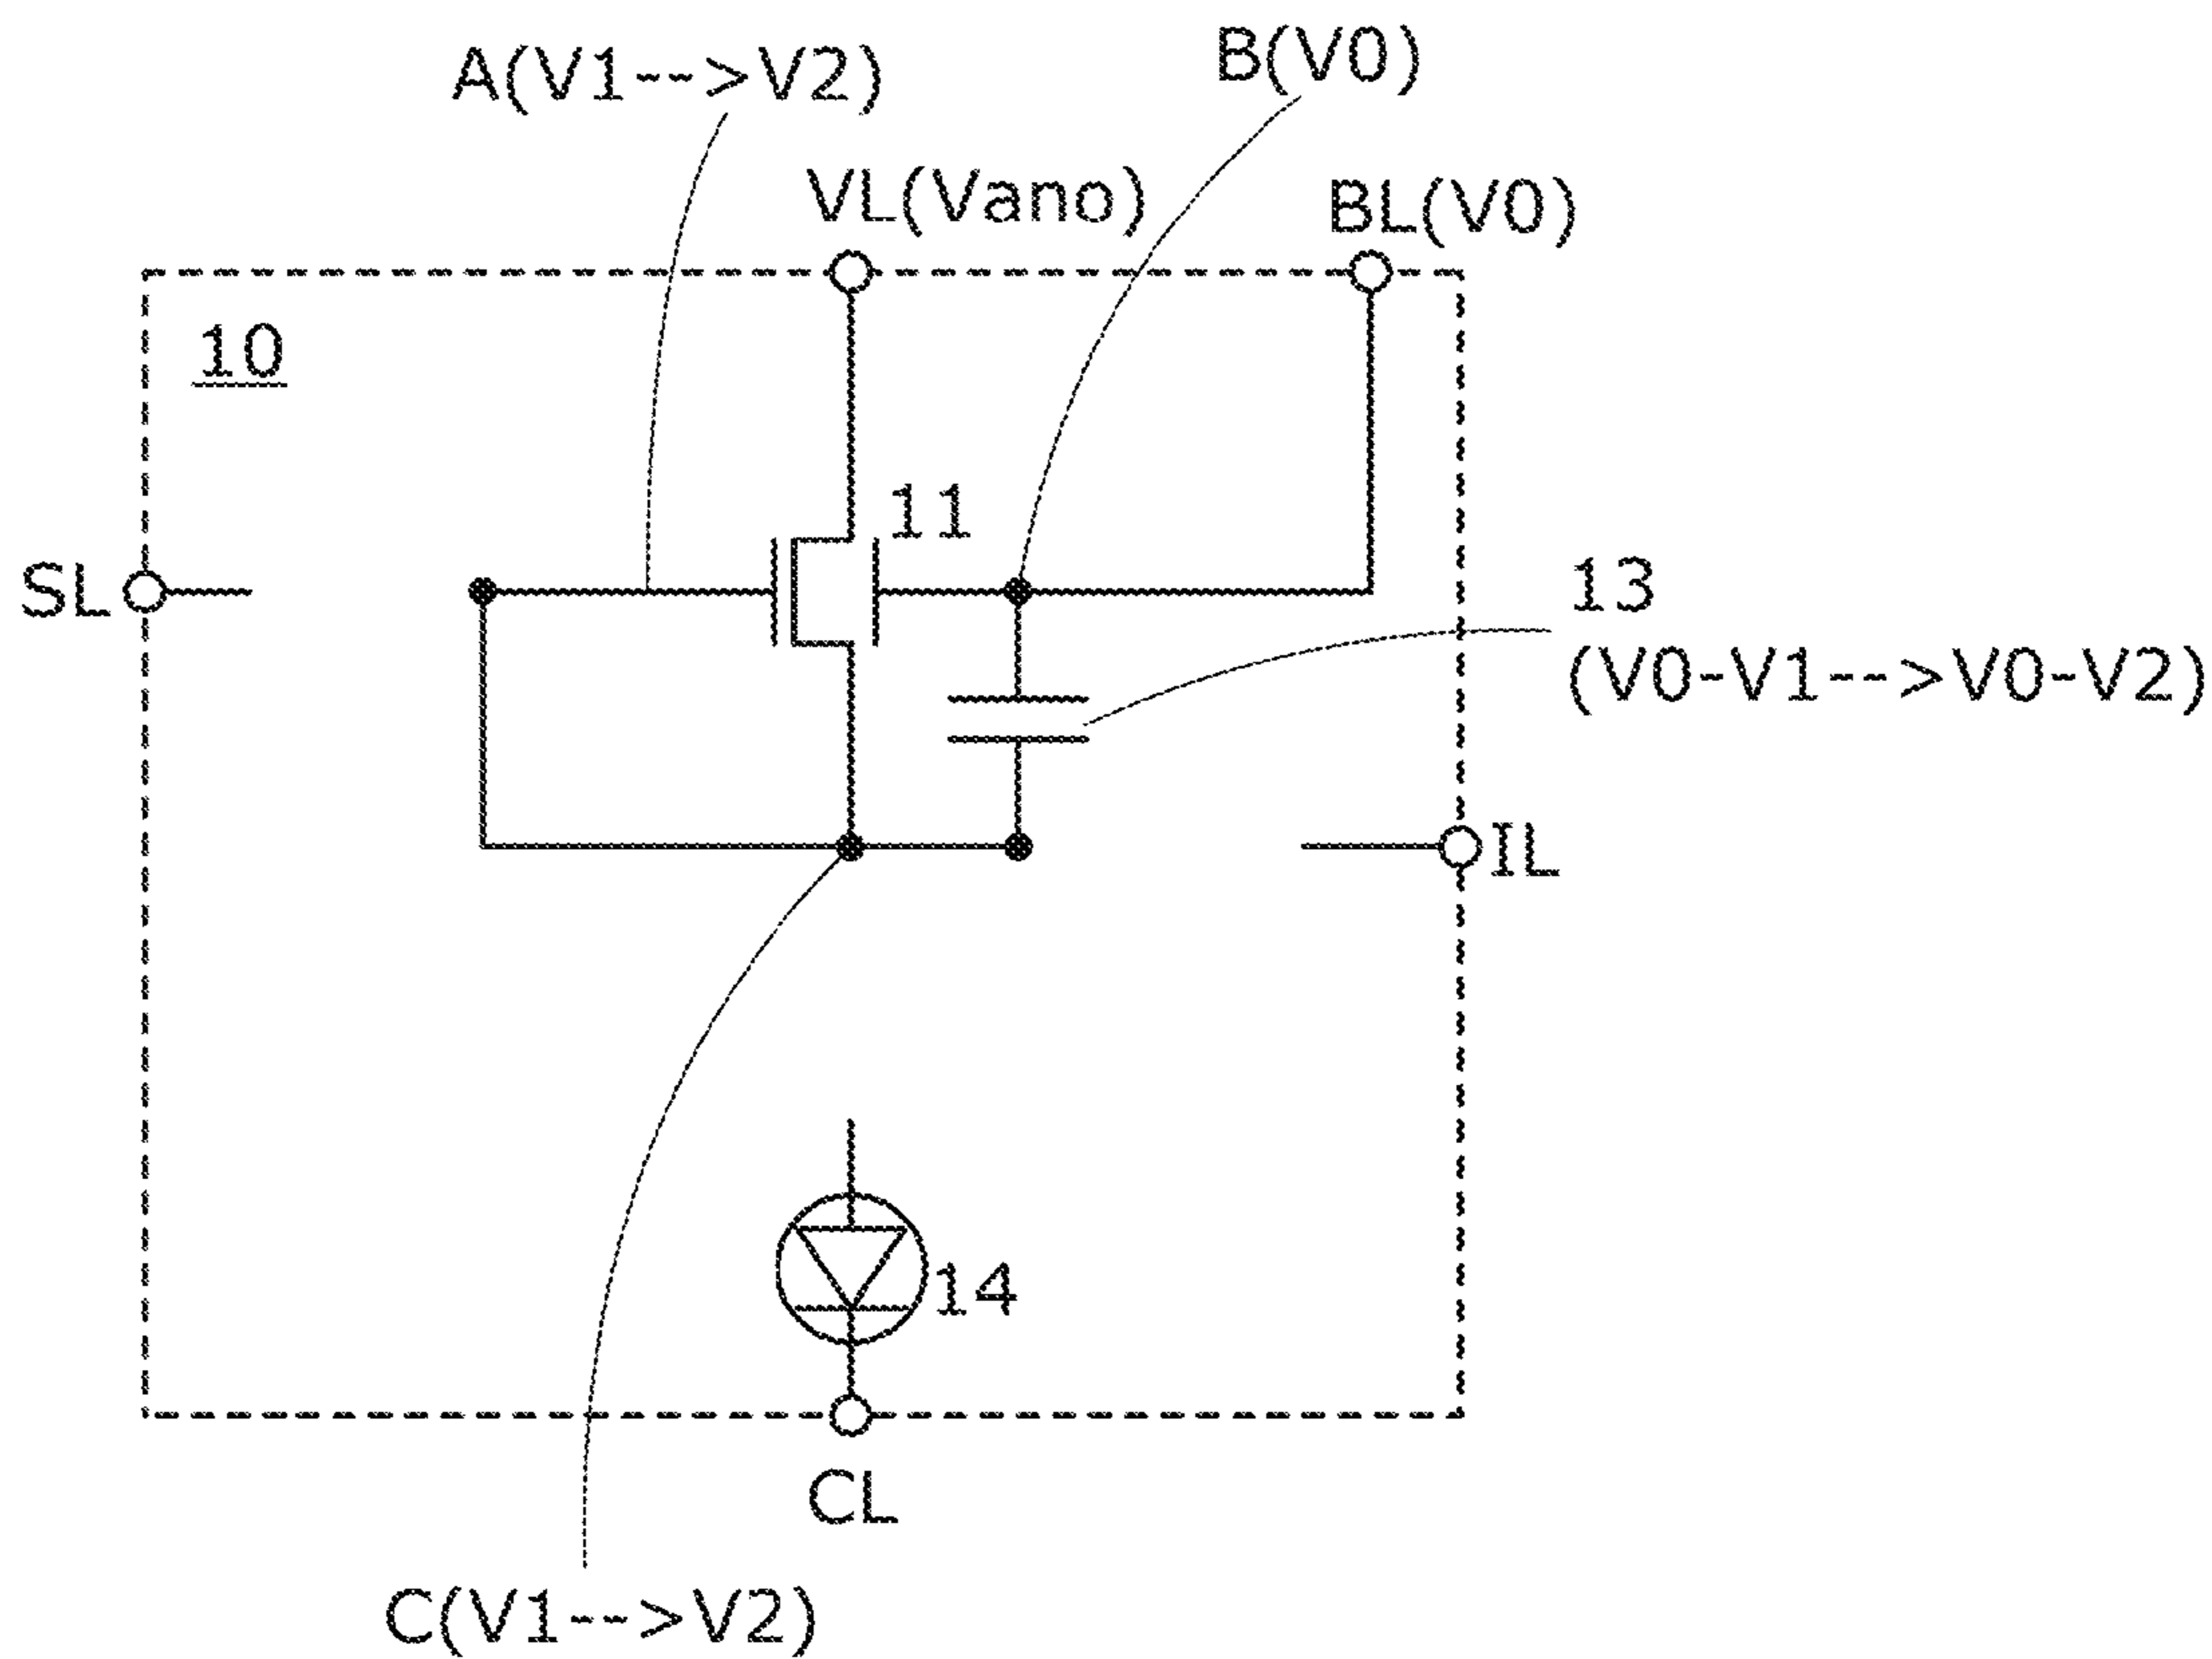 A(V1-->V2)
B(V0)
VL(Vano)
BL(V0)
10
11
SL
13
(V0-V1-->V0-V2)
IL
14
CL
C(V1-->V2)